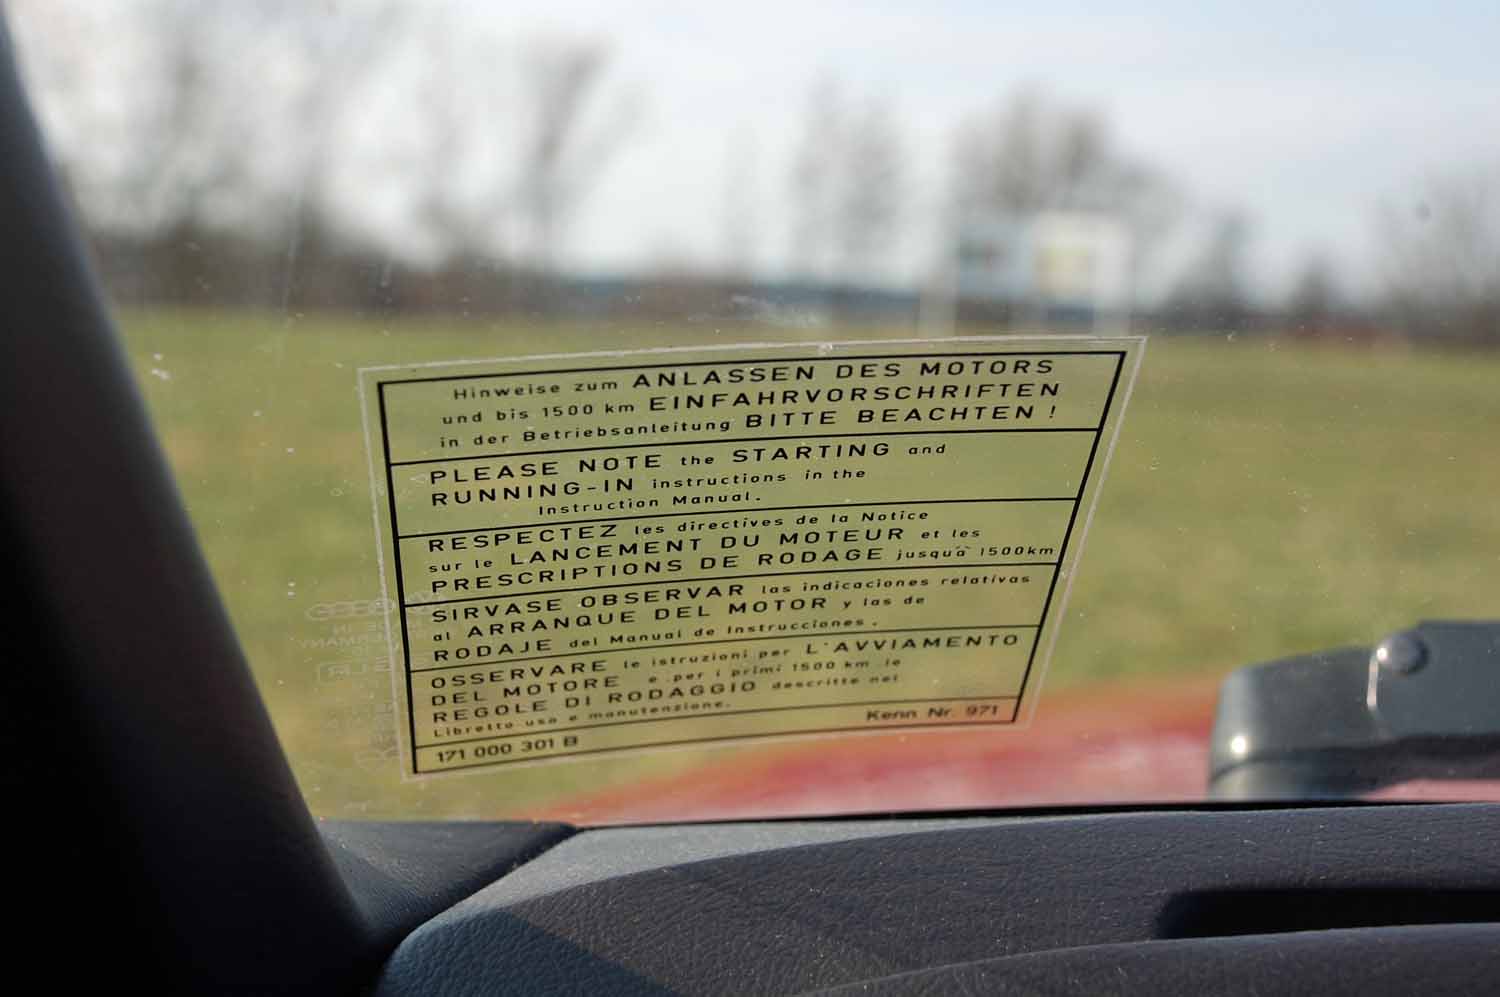 Hinweise zum ANLASSEN DES MOTORS
und bis 1500 km EINFAHRVORSCHRIFTEN
in der Betriebsanleitung BITTE BEACHTEN !
PLEASE NOTE the STARTING and
RUNNING-IN instructions in the
Instruction Manual.
RESPECTEZ les directives de la Notice
sur le LANCEMENT DU MOTEUR et les
PRESCRIPTIONS DE RODAGE jusquà 1500km
SIRVASE OBSERVAR las indicaciones relativas
al ARRANQUE DEL MOTOR y las de
RODAJE del Manual de Instrucciones.
OSSERVARE le istruzioni per L'AVVIAMENTO
DEL MOTORE e per i primi 1500 km le
REGOLE DI RODAGGIO descritte nel
Libretto uso e manutenzione.
171 000 301 B Kenn Nr. 971